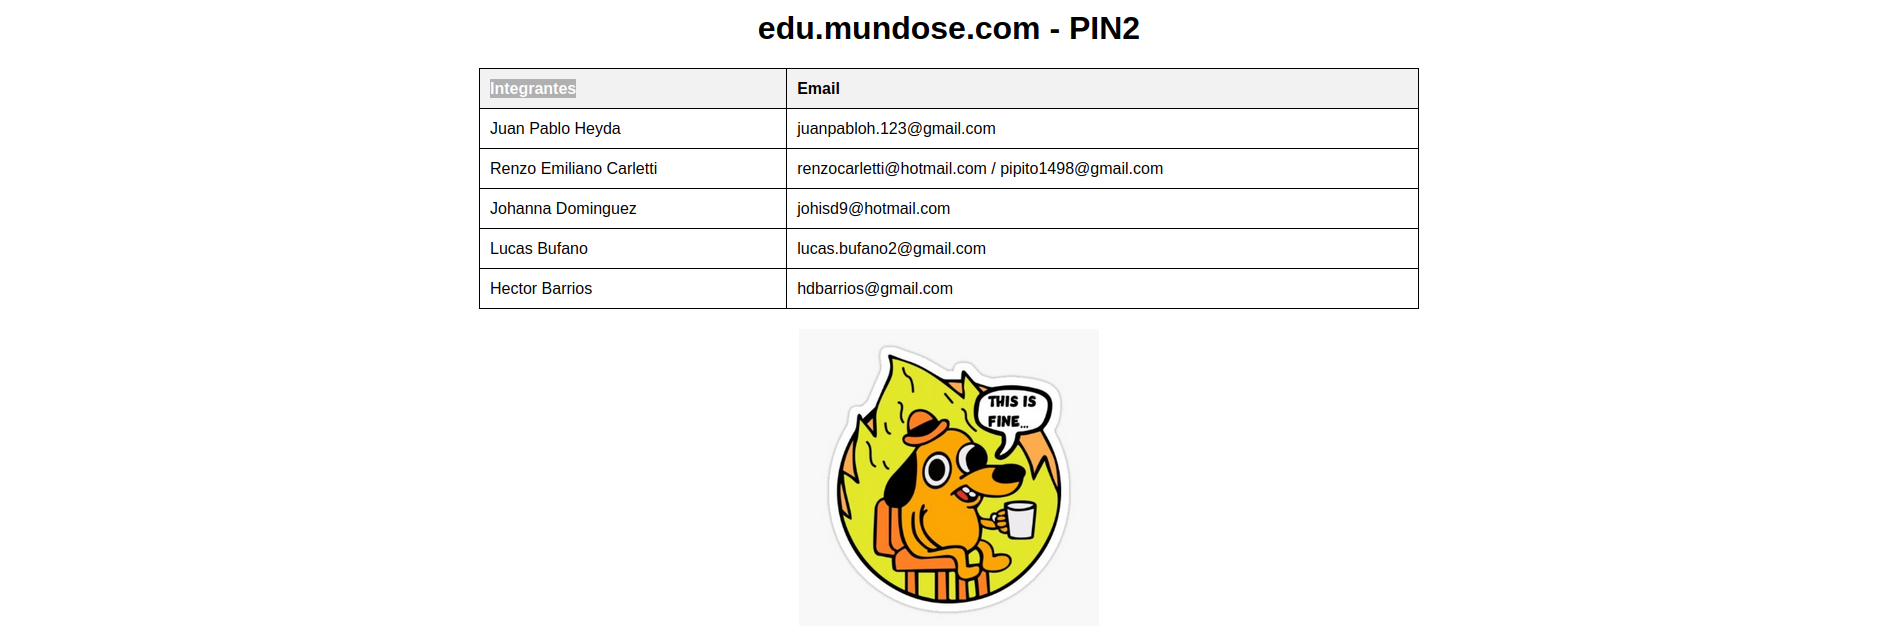 edu.mundose.com - PIN2
Integrantes Email
Juan Pablo Heyda juanpabloh.123@gmail.com
Renzo Emiliano Carletti renzocarletti@hotmail.com / pipito1498@gmail.com
Johanna Dominguez johisd9@hotmail.com
Lucas Bufano lucas.bufano2@gmail.com
Hector Barrios hdbarrios@gmail.com
THIS IS
FINE...